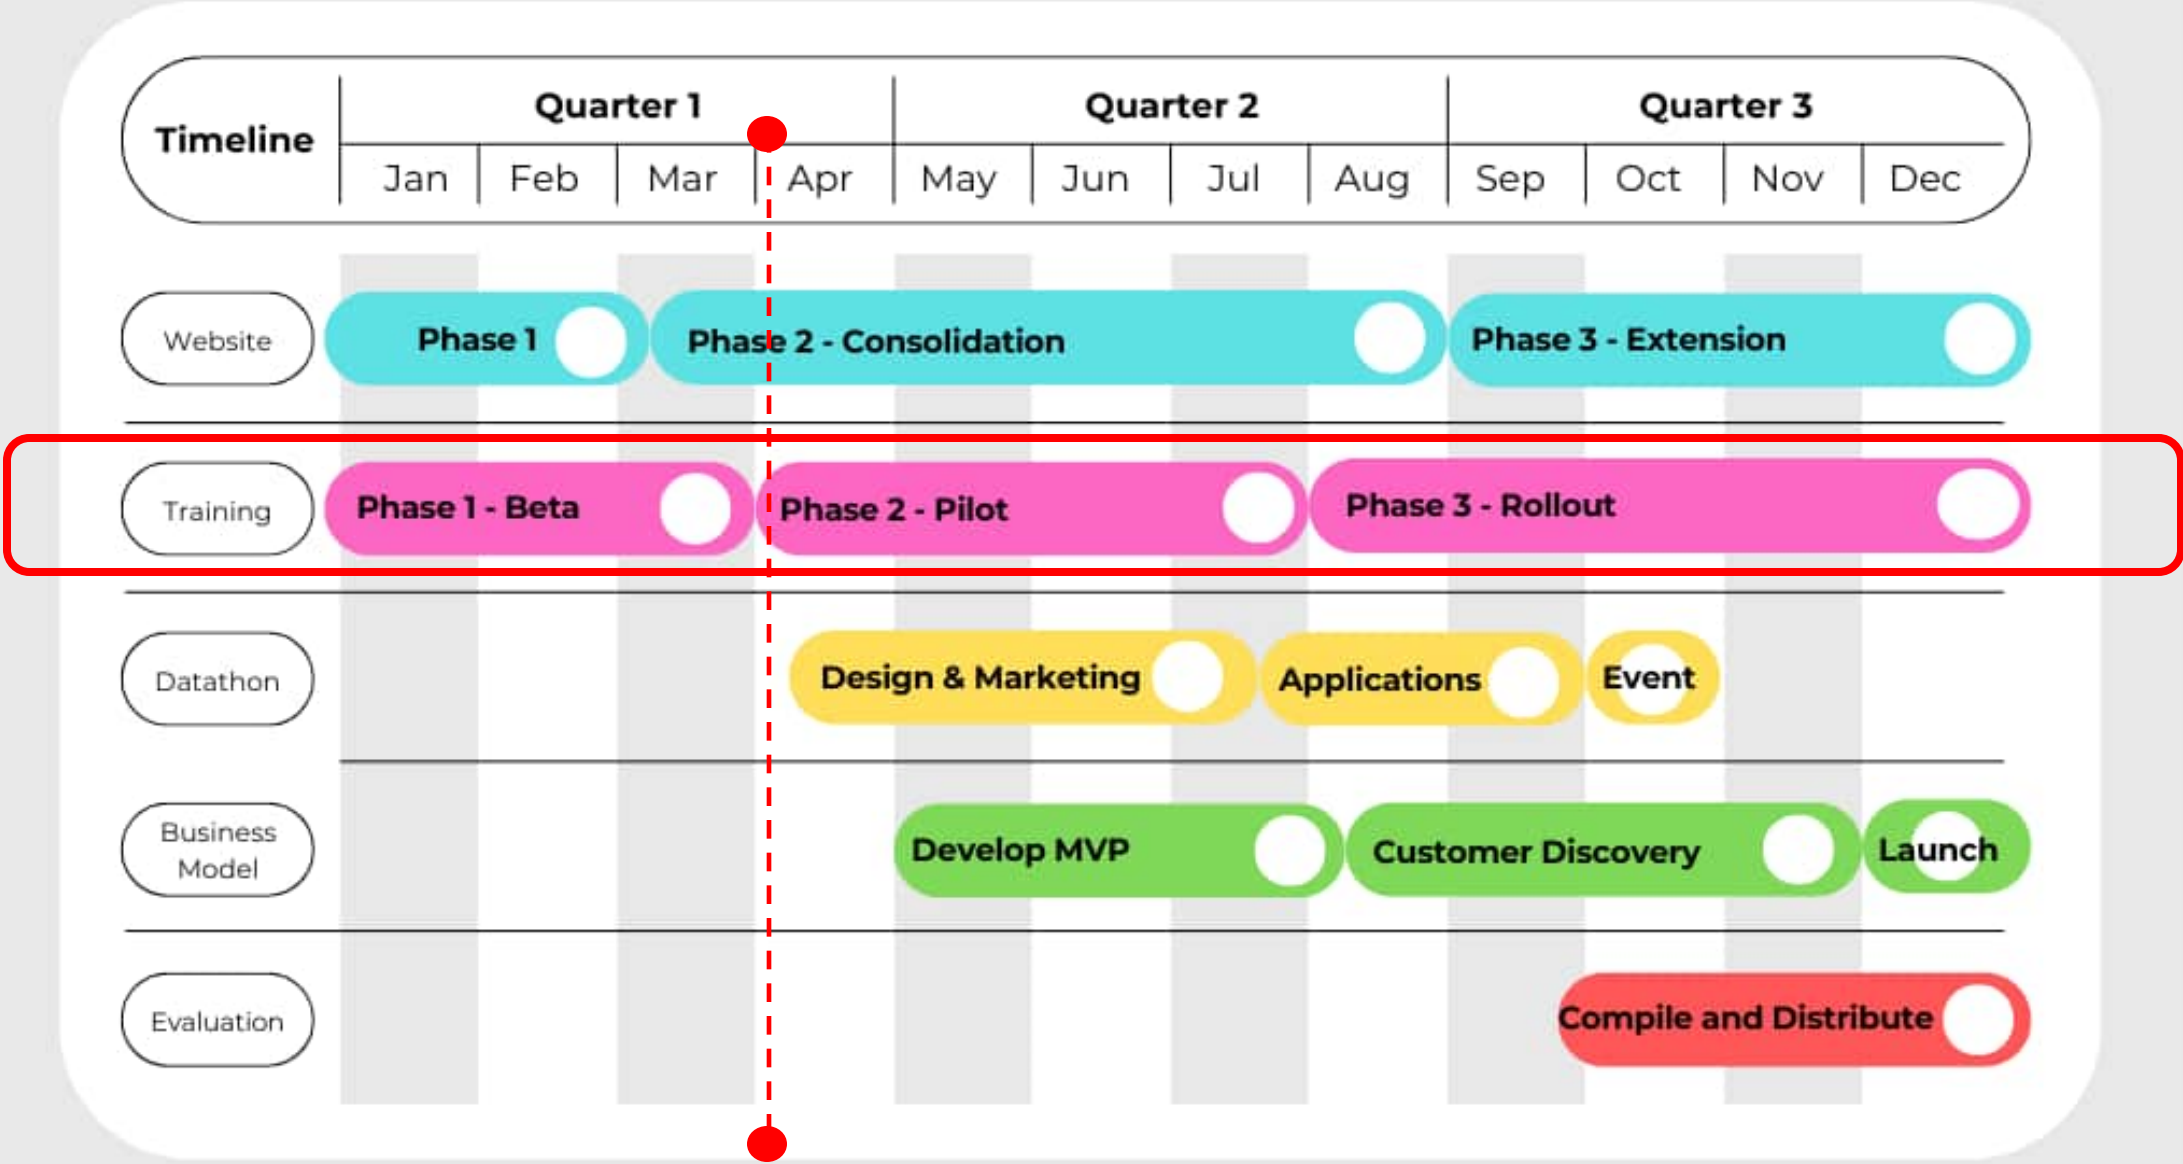 Timeline
Quarter 1 Quarter 2 Quarter 3
Jan Feb Mar Apr May Jun Jul Aug Sep Oct Nov Dec
Website Phase 1 Phase 2 - Consolidation Phase 3 - Extension
Training Phase 1 - Beta Phase 2 - Pilot Phase 3 - Rollout
Datathon Design & Marketing Applications Event
Business
Model
Develop MVP Customer Discovery Launch
Evaluation Compile and Distribute